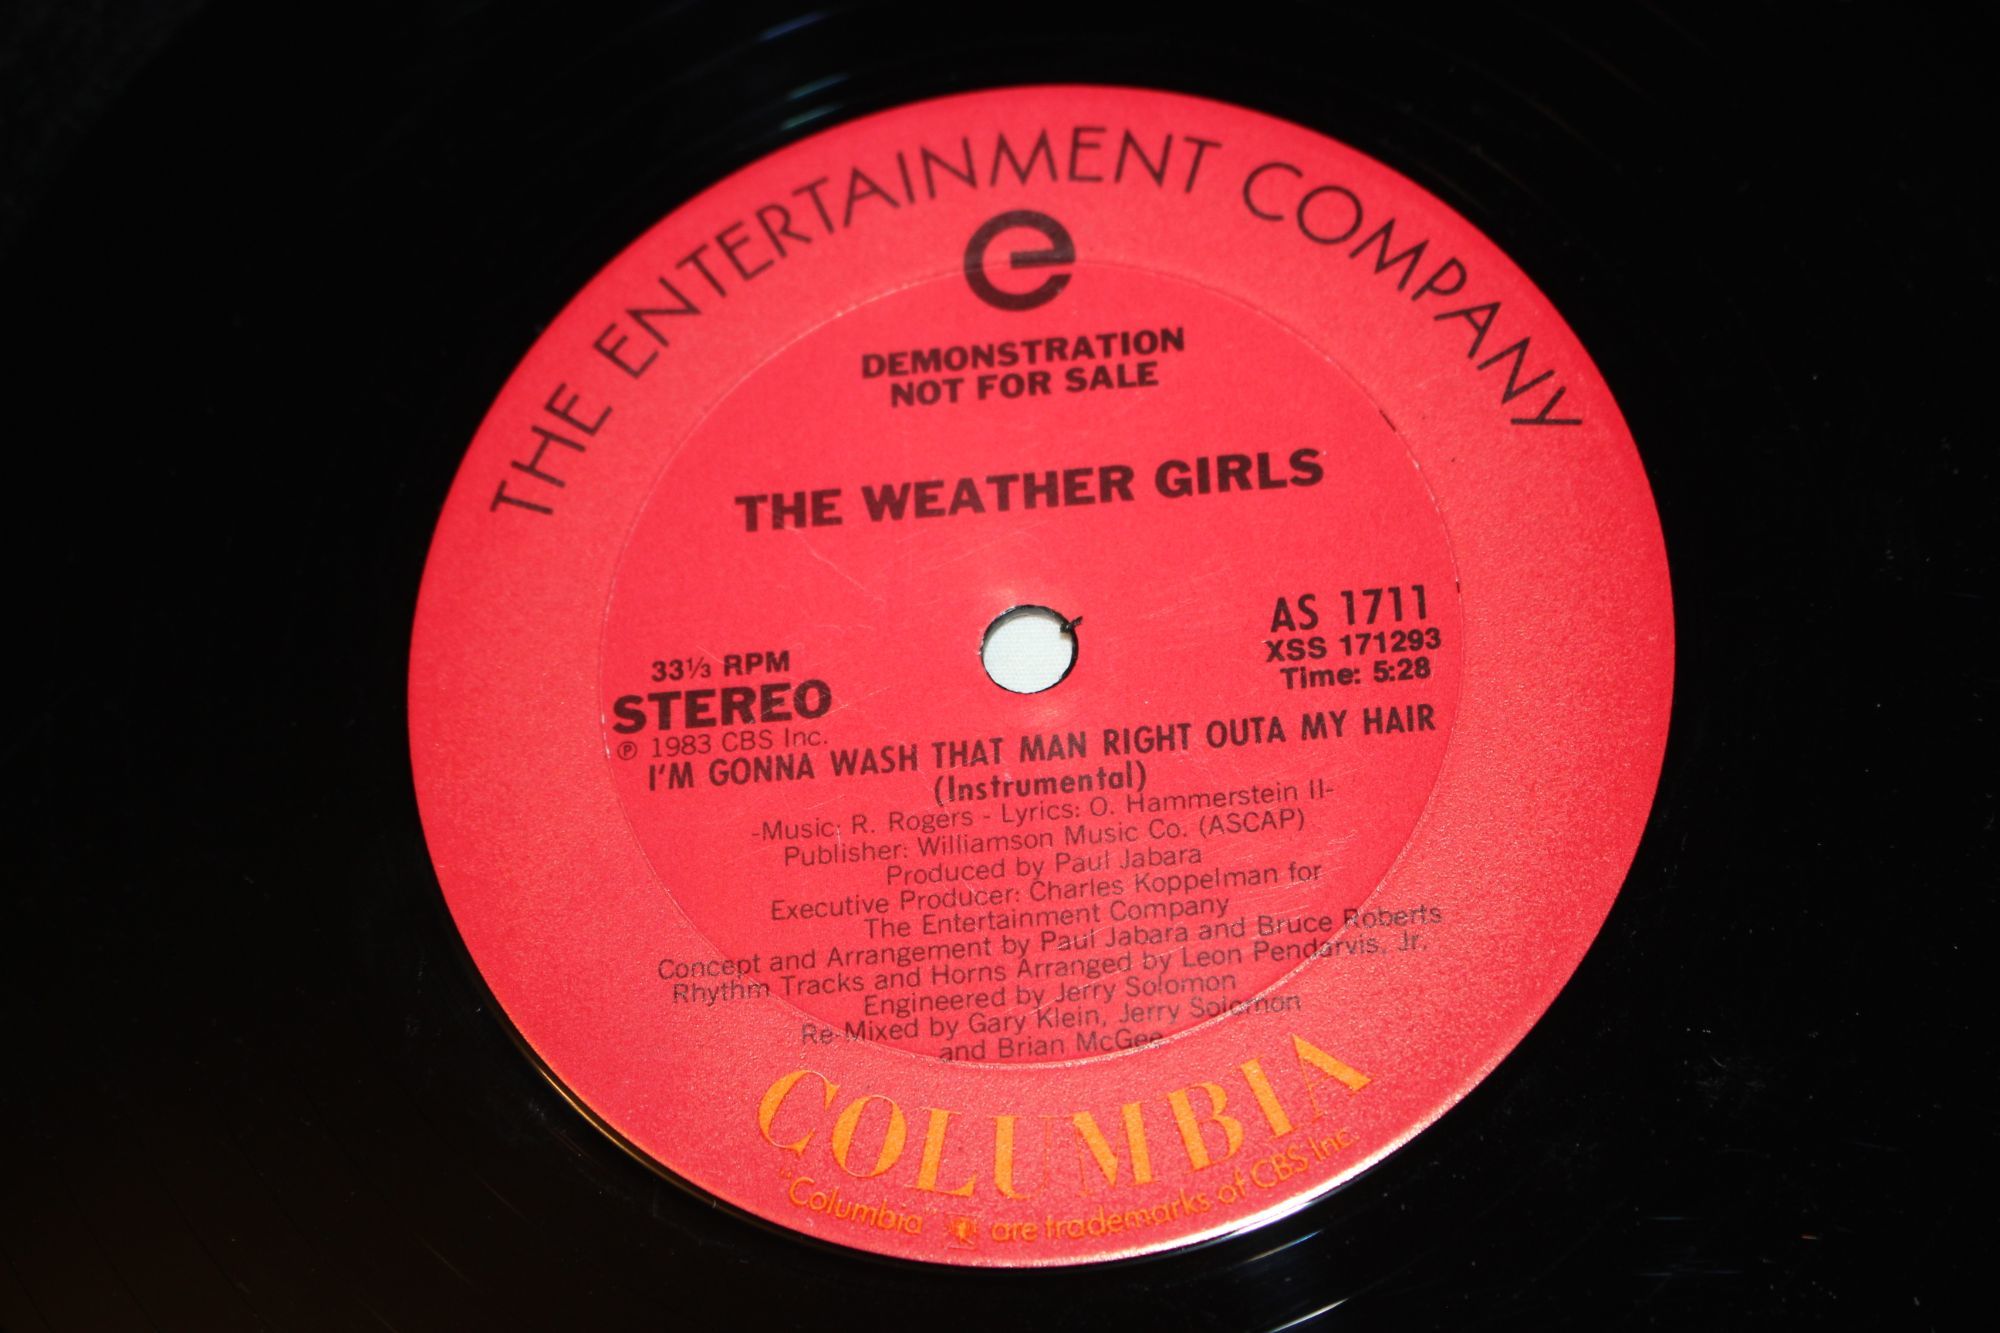 THE ENTERTAINMENT COMPANY
e
DEMONSTRATION
NOT FOR SALE
THE WEATHER GIRLS
AS 1711
XSS 171293
Time: 5:28
33⅓ RPM
STEREO
℗ 1983 CBS Inc.
I'M GONNA WASH THAT MAN RIGHT OUTA MY HAIR
(Instrumental)
-Music: R. Rogers - Lyrics: O. Hammerstein II-
Publisher: Williamson Music Co. (ASCAP)
Produced by Paul Jabara
Executive Producer: Charles Koppelman for
The Entertainment Company
Concept and Arrangement by Paul Jabara and Bruce Roberts
Rhythm Tracks and Horns Arranged by Leon Pendarvis, Jr.
Engineered by Jerry Solomon
Re-Mixed by Gary Klein, Jerry Solomon
and Brian McGee
COLUMBIA
"Columbia are trademarks of CBS Inc.